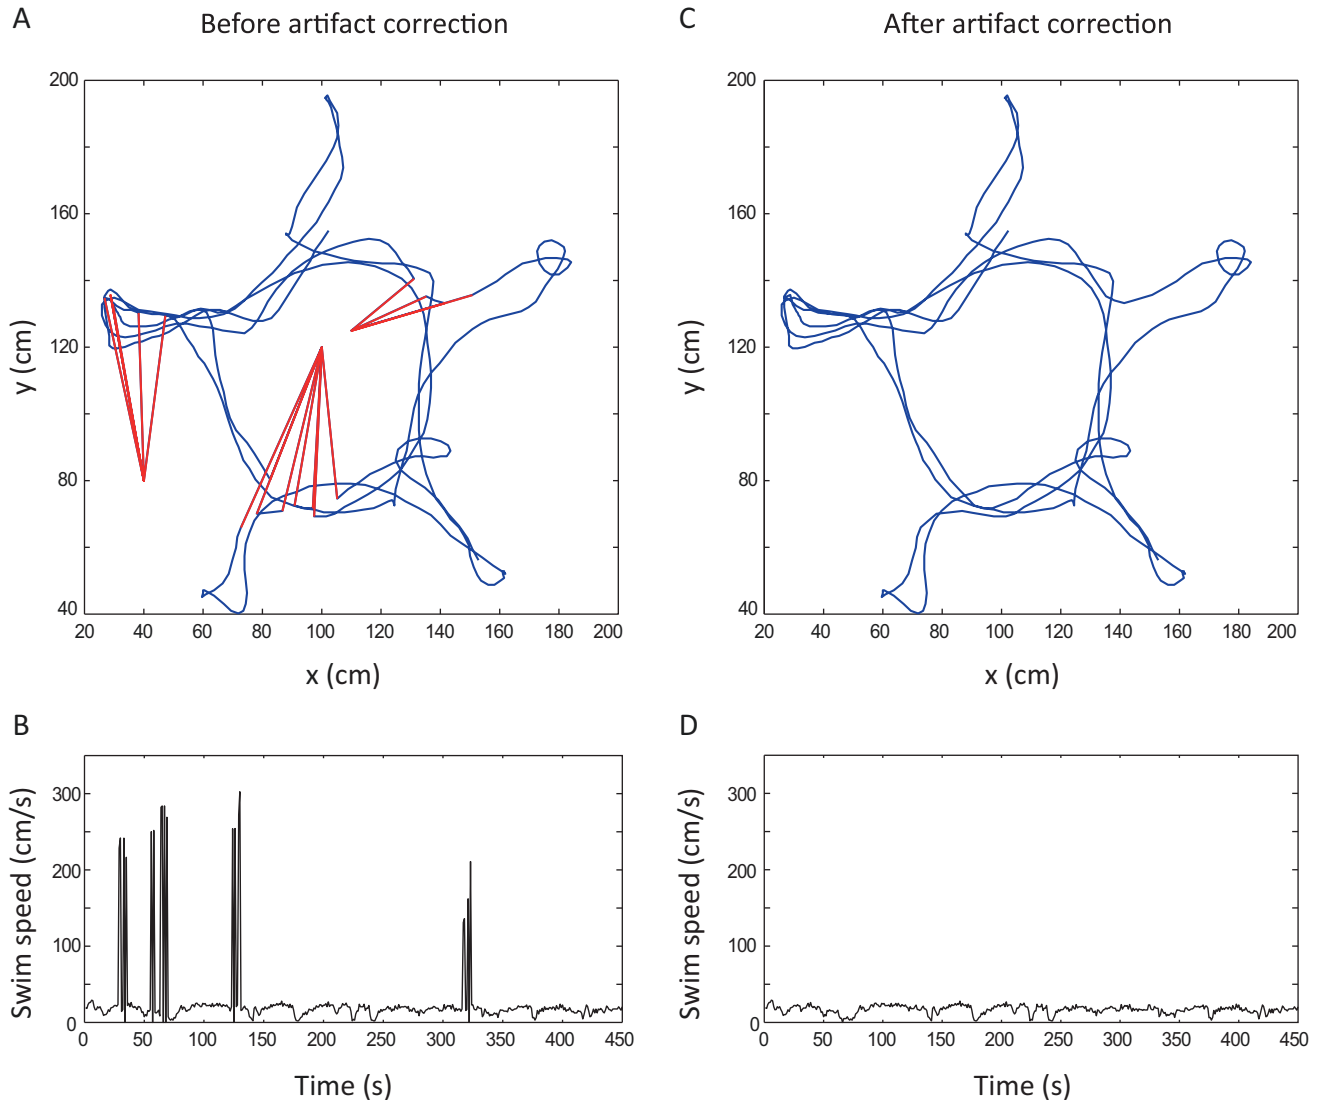 A
Before artifact correction
C
After artifact correction
200
160
120
80
40
y (cm)
20 40 60 80 100 120 140 160 180 200
x (cm)
200
160
120
80
40
y (cm)
20 40 60 80 100 120 140 160 180 200
x (cm)
B
300
200
100
0
Swim speed (cm/s)
0 50 100 150 200 250 300 350 400 450
Time (s)
D
300
200
100
0
Swim speed (cm/s)
0 50 100 150 200 250 300 350 400 450
Time (s)